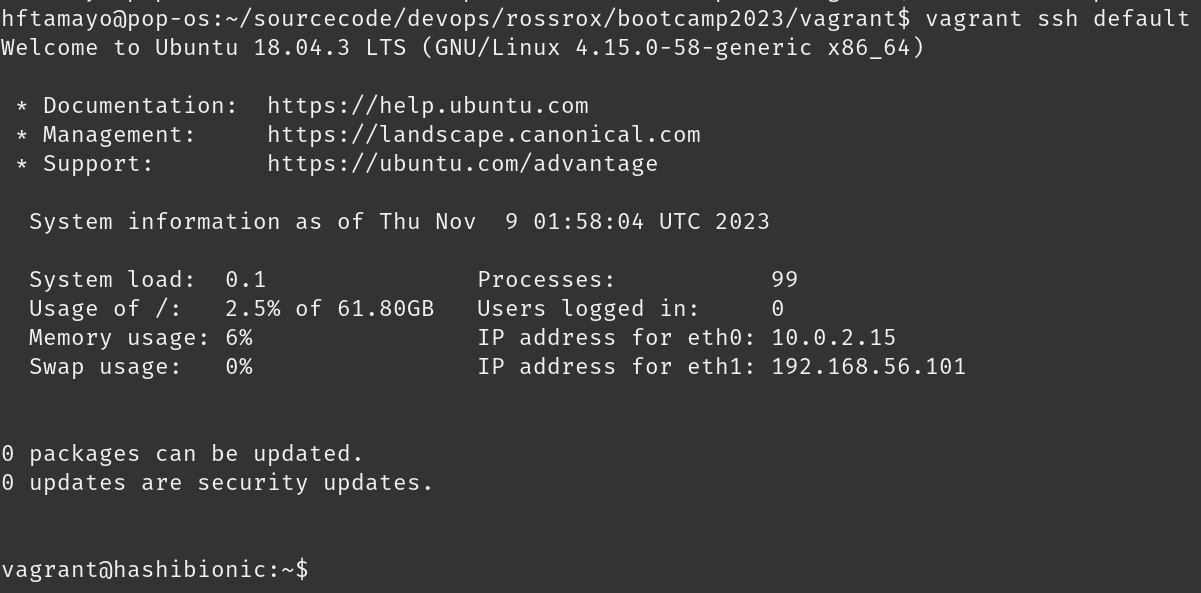 hftamayo@pop-os:~/sourcecode/devops/rossrox/bootcamp2023/vagrant$ vagrant ssh default
Welcome to Ubuntu 18.04.3 LTS (GNU/Linux 4.15.0-58-generic x86_64)
* Documentation:  https://help.ubuntu.com
* Management:     https://landscape.canonical.com
* Support:        https://ubuntu.com/advantage
System information as of Thu Nov  9 01:58:04 UTC 2023
System load:  0.1               Processes:           99
Usage of /:   2.5% of 61.80GB   Users logged in:     0
Memory usage: 6%                IP address for eth0: 10.0.2.15
Swap usage:   0%                IP address for eth1: 192.168.56.101
0 packages can be updated.
0 updates are security updates.
vagrant@hashibionic:~$